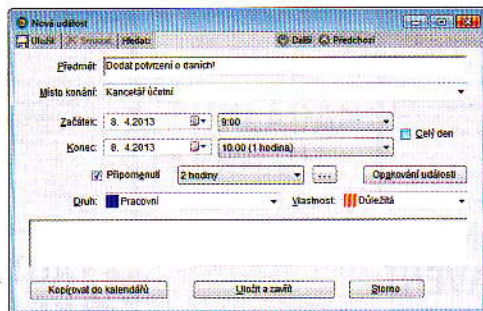 Nová událost
Uložit Smazat Hledat: Další Předchozí
Předmět: Dodat potvrzení o daních!
Místo konání: Kancelář účetní
Začátek: 8. 4.2013 9:00
Celý den
Konec: 8. 4.2013 10:00 (1 hodina)
Připomenutí 2 hodiny ... Opakování události
Druh: Pracovní Vlastnost: Důležitá
Kopírovat do kalendářů Uložit a zavřít Storno